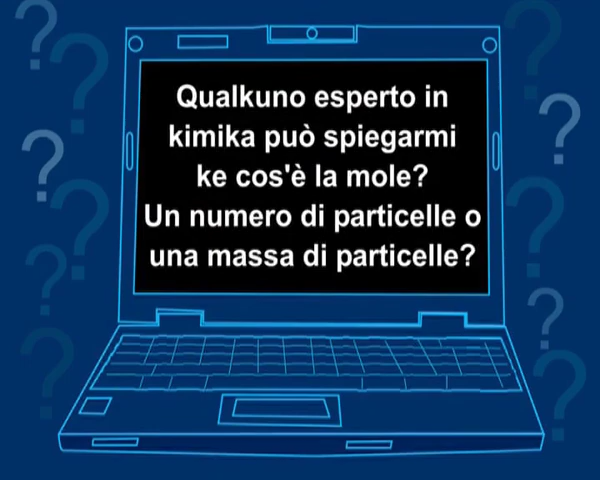 Qualkuno esperto in
kimika può spiegarmi
ke cos'è la mole?
Un numero di particelle o
una massa di particelle?